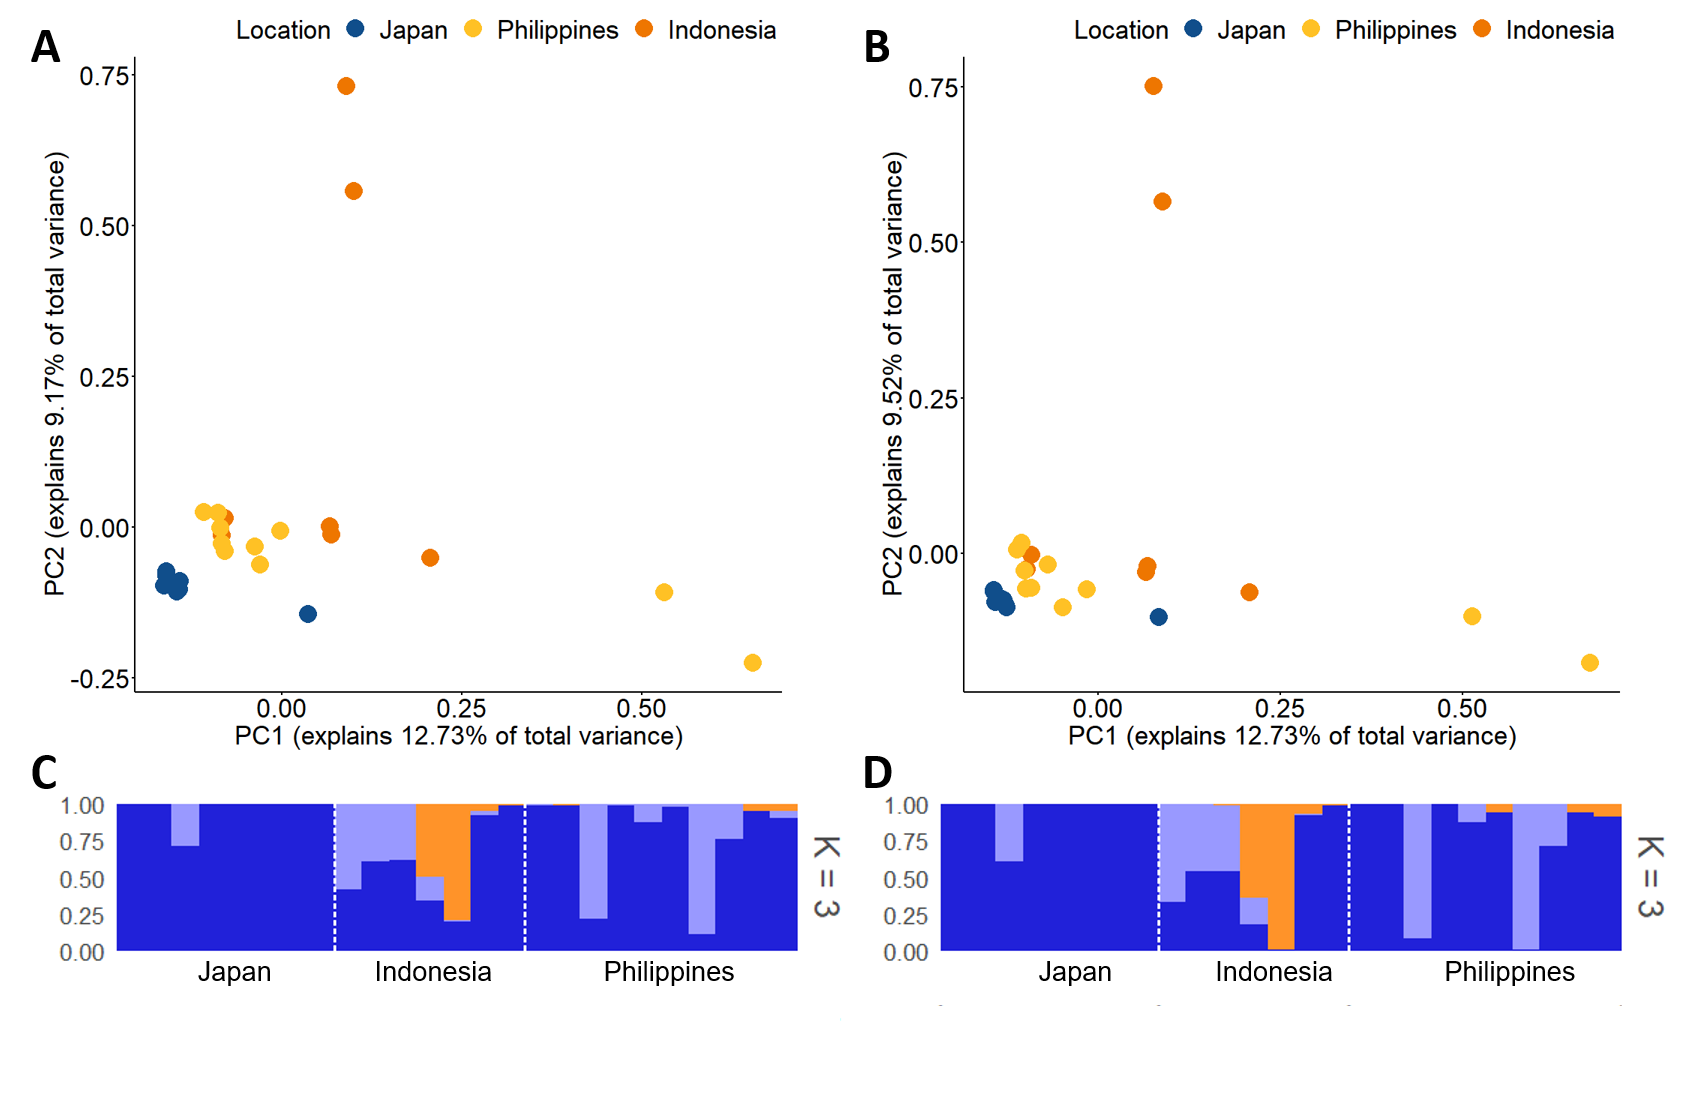 A
Location Japan Philippines Indonesia
0.75
0.50
0.25
0.00
-0.25
PC2 (explains 9.17% of total variance)
0.00 0.25 0.50
PC1 (explains 12.73% of total variance)
B
Location Japan Philippines Indonesia
0.75
0.50
0.25
0.00
PC2 (explains 9.52% of total variance)
0.00 0.25 0.50
PC1 (explains 12.73% of total variance)
C
1.00
0.75
0.50
0.25
0.00
K = 3
Japan Indonesia Philippines
D
1.00
0.75
0.50
0.25
0.00
K = 3
Japan Indonesia Philippines